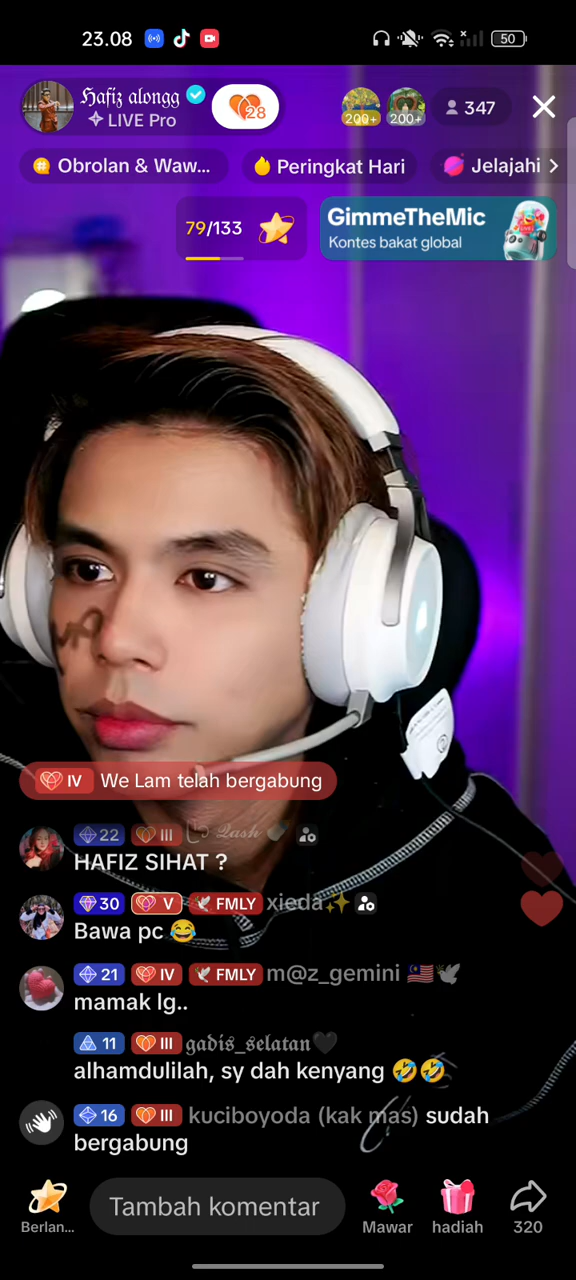 23.08
50
Hafiz alongg
LIVE Pro
28
200+
200+
347
Obrolan & Waw...
Peringkat Hari
Jelajahi
79/133
GimmeTheMic
Kontes bakat global
IV We Lam telah bergabung
22 III Qash
HAFIZ SIHAT ?
30 V FMLY xieda✨
Bawa pc 😂
21 IV FMLY m@z_gemini 🇲🇾🕊
mamak lg..
11 III gadis_selatan🖤
alhamdulilah, sy dah kenyang 🤣🤣
16 III kuciboyoda (kak mas) sudah
bergabung
Berlan...
Tambah komentar
Mawar
hadiah
320